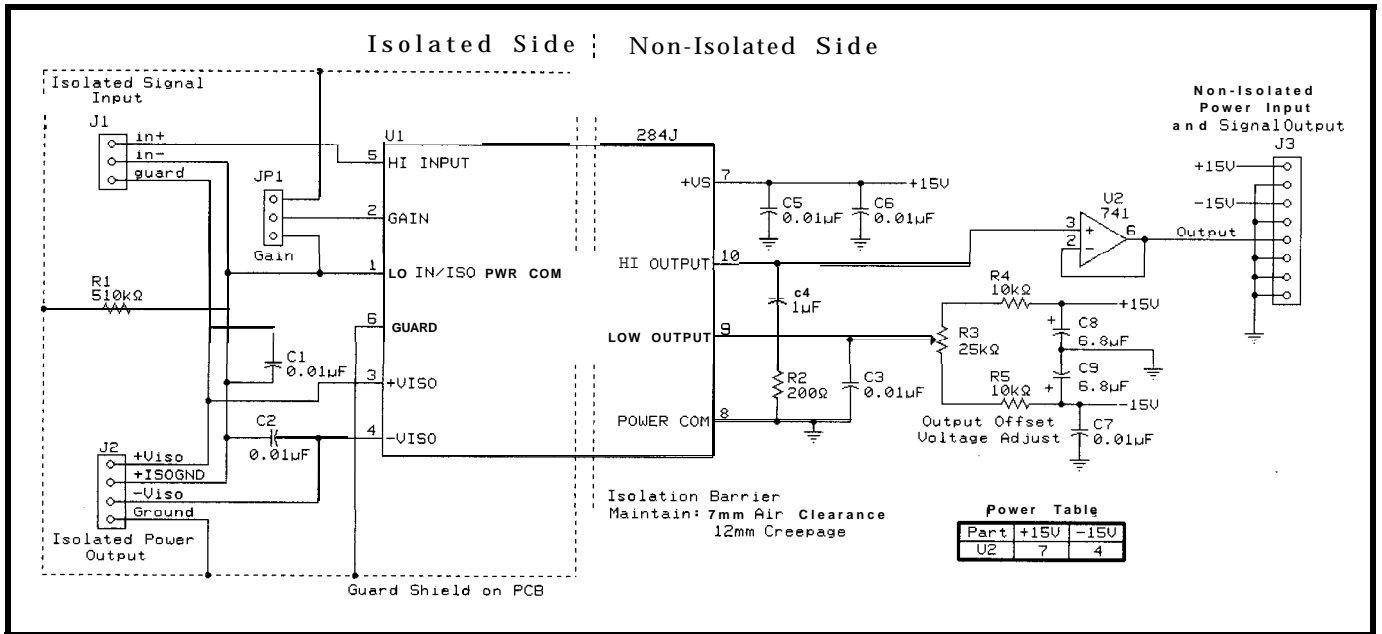 Isolated Side Non-Isolated Side
Isolated Signal
Input
J1
in+
in-
guard
JP1
Gain
R1
510kΩ
U1
284J
5 HI INPUT
2 GAIN
1 LO IN/ISO PWR COM
6 GUARD
3 +VISO
4 -VISO
C1
0.01µF
C2
0.01µF
J2
+Viso
+ISOGND
-Viso
Ground
Isolated Power
Output
Guard Shield on PCB
+VS 7
HI OUTPUT 10
LOW OUTPUT 9
POWER COM 8
C5
0.01µF
C6
0.01µF
+15V
c4
1µF
R2
200Ω
C3
0.01µF
R3
25kΩ
R4
10kΩ
R5
10kΩ
+15V
+ C8
6.8µF
C9
+ 6.8µF
-15V
C7
0.01µF
Output Offset
Voltage Adjust
U2
741
3 +
2 -
6
Output
Non-Isolated
Power Input
and Signal Output
J3
+15V
-15V
Isolation Barrier
Maintain: 7mm Air Clearance
12mm Creepage
Power Table
Part +15V -15V
U2 7 4